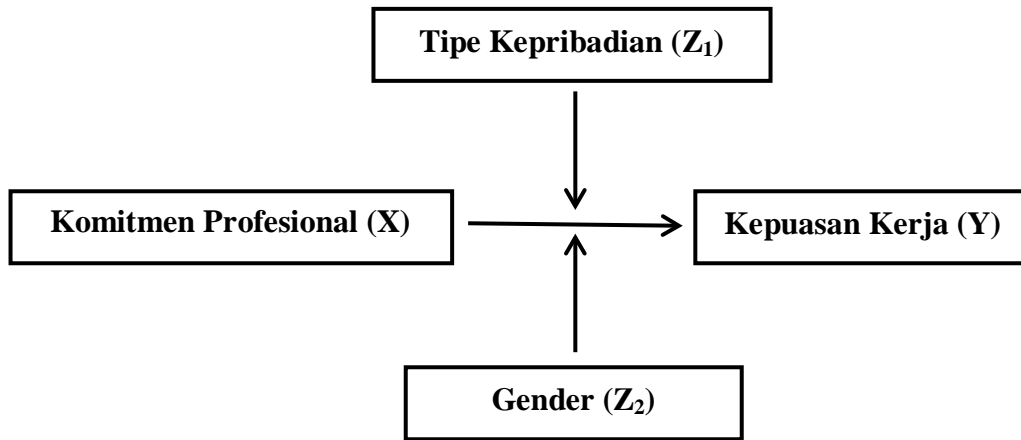 Tipe Kepribadian (Z₁)
Komitmen Profesional (X)
Kepuasan Kerja (Y)
Gender (Z₂)